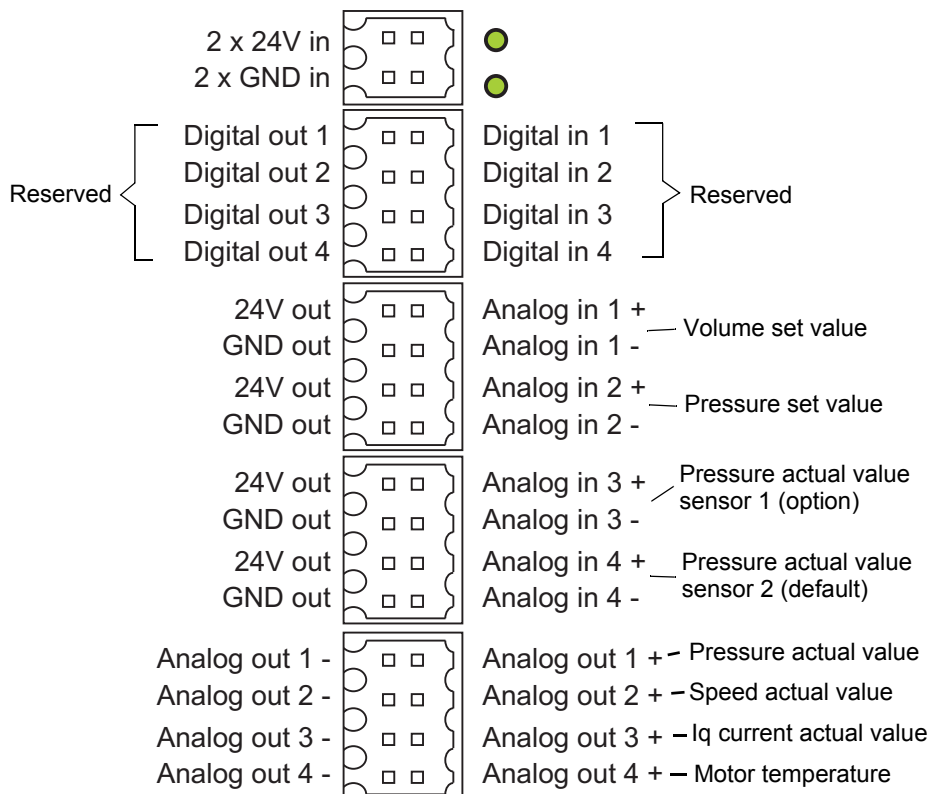 2 x 24V in
2 x GND in
Reserved
Digital out 1
Digital in 1
Digital out 2
Digital in 2
Digital out 3
Digital in 3
Digital out 4
Digital in 4
Reserved
24V out
Analog in 1 +
GND out
Analog in 1 -
Volume set value
24V out
Analog in 2 +
GND out
Analog in 2 -
Pressure set value
24V out
Analog in 3 +
GND out
Analog in 3 -
Pressure actual value
sensor 1 (option)
24V out
Analog in 4 +
GND out
Analog in 4 -
Pressure actual value
sensor 2 (default)
Analog out 1 -
Analog out 1 +
Pressure actual value
Analog out 2 -
Analog out 2 +
Speed actual value
Analog out 3 -
Analog out 3 +
Iq current actual value
Analog out 4 -
Analog out 4 +
Motor temperature